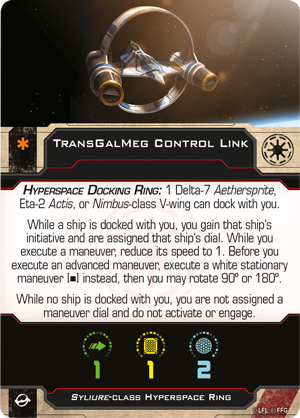 TransGalMeg Control Link
Hyperspace Docking Ring: 1 Delta-7 Aethersprite,
Eta-2 Actis, or Nimbus-class V-wing can dock with you.
While a ship is docked with you, you gain that ship's
initiative and are assigned that ship's dial. While you
execute a maneuver, reduce its speed to 1. Before you
execute an advanced maneuver, execute a white stationary
maneuver [■] instead, then you may rotate 90° or 180°.
While no ship is docked with you, you are not assigned a
maneuver dial and do not activate or engage.
1 1 2
Syliure-class Hyperspace Ring
©LFL ©FFG